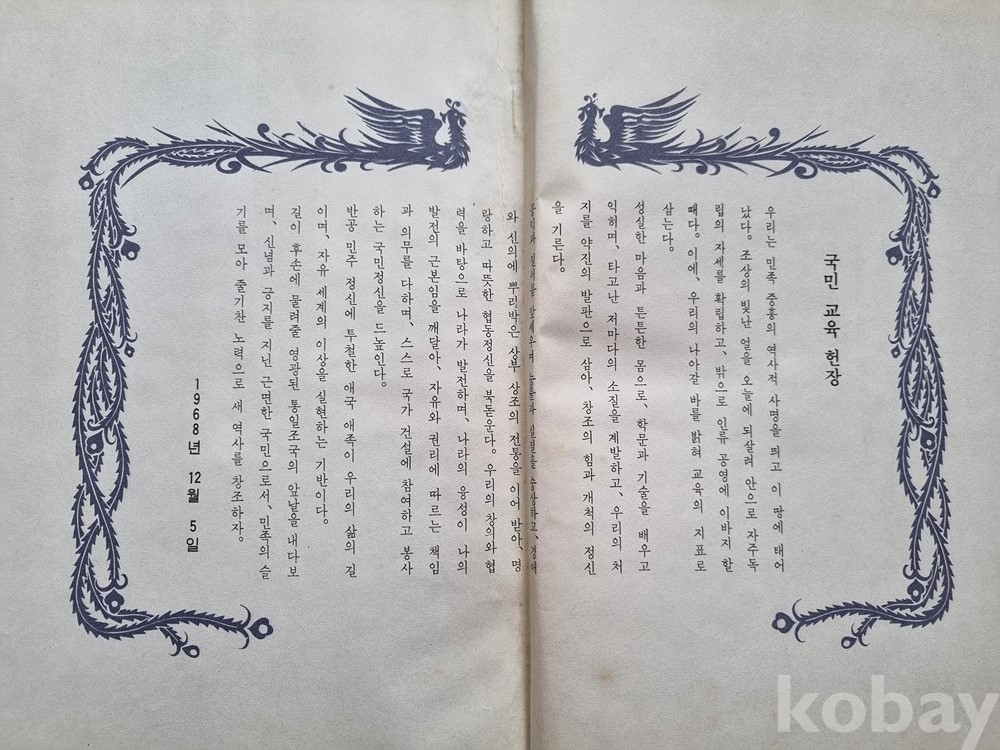 국민 교육 헌장
우리는 민족 중흥의 역사적 사명을 띄고 이 땅에 태어
났다. 조상의 빛난 얼을 오늘에 되살려 안으로 자주독
립의 자세를 확립하고, 밖으로 인류 공영에 이바지 할
때다. 이에, 우리의 나아갈 바를 밝혀 교육의 지표로
삼는다.
성실한 마음과 튼튼한 몸으로, 학문과 기술을 배우고
익히며, 타고난 저마다의 소질을 계발하고, 우리의 처
지를 약진의 발판으로 삼아, 창조의 힘과 개척의 정신
을 기른다.
질서를 앞세우며 능률과 실질을 숭상하고, 경애
와 신의에 뿌리박은 상부 상조의 전통을 이어 받아, 명
랑하고 따뜻한 협동정신을 북돋운다. 우리의 창의와 협
력을 바탕으로 나라가 발전하며, 나라의 융성이 나의
발전의 근본임을 깨달아, 자유와 권리에 따르는 책임
과 의무를 다하며, 스스로 국가 건설에 참여하고 봉사
하는 국민정신을 드높인다.
반공 민주 정신에 투철한 애국 애족이 우리의 삶의 길
이며, 자유 세계의 이상을 실현하는 기반이다.
길이 후손에 물려줄 영광된 통일조국의 앞날을 내다보
며, 신념과 긍지를 지닌 근면한 국민으로서, 민족의 슬
기를 모아 줄기찬 노력으로 새 역사를 창조하자.
1968년 12월 5일
kobay